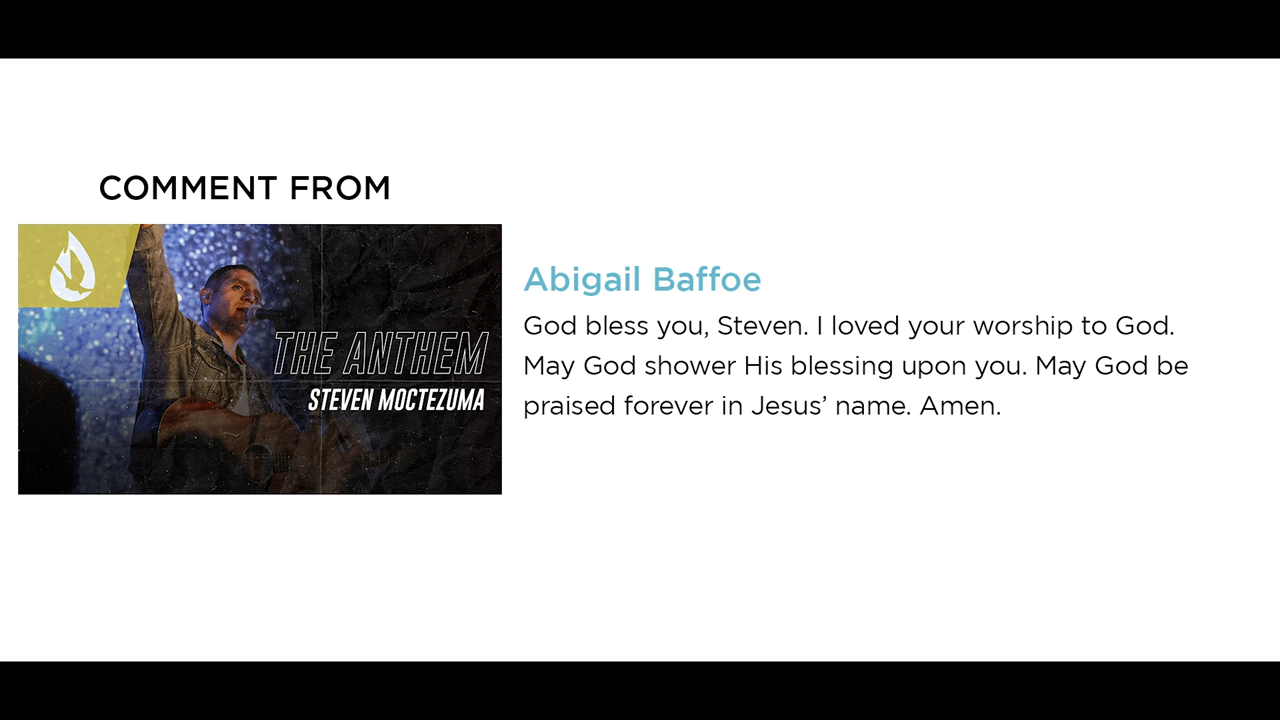 COMMENT FROM
THE ANTHEM
STEVEN MOCTEZUMA
Abigail Baffoe
God bless you, Steven. I loved your worship to God.
May God shower His blessing upon you. May God be
praised forever in Jesus’ name. Amen.